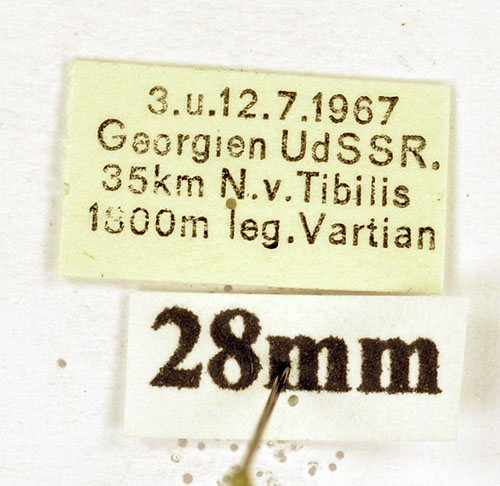 3.u.12.7.1967
Georgien UdSSR.
35km N.v.Tibilis
1800m leg.Vartian
28mm